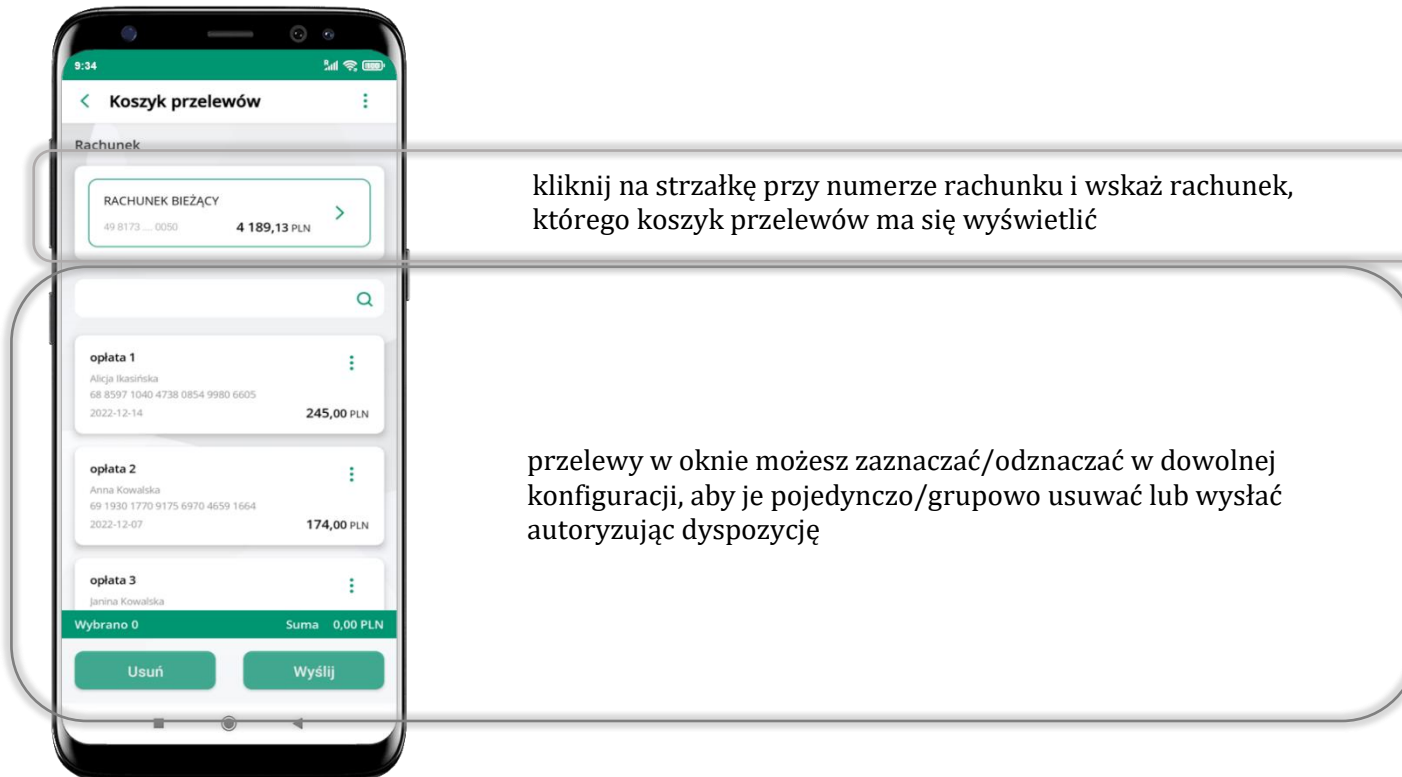 9:34
Koszyk przelewów
Rachunek
RACHUNEK BIEŻĄCY
49 8173 ... 0050 4 189,13 PLN
kliknij na strzałkę przy numerze rachunku i wskaż rachunek,
którego koszyk przelewów ma się wyświetlić
opłata 1
Alicja Ikasińska
68 8597 1040 4738 0854 9980 6605
2022-12-14 245,00 PLN
opłata 2
Anna Kowalska
69 1930 1770 9175 6970 4659 1664
2022-12-07 174,00 PLN
opłata 3
Janina Kowalska
przelewy w oknie możesz zaznaczać/odznaczać w dowolnej
konfiguracji, aby je pojedynczo/grupowo usuwać lub wysłać
autoryzując dyspozycję
Wybrano 0 Suma 0,00 PLN
Usuń Wyślij